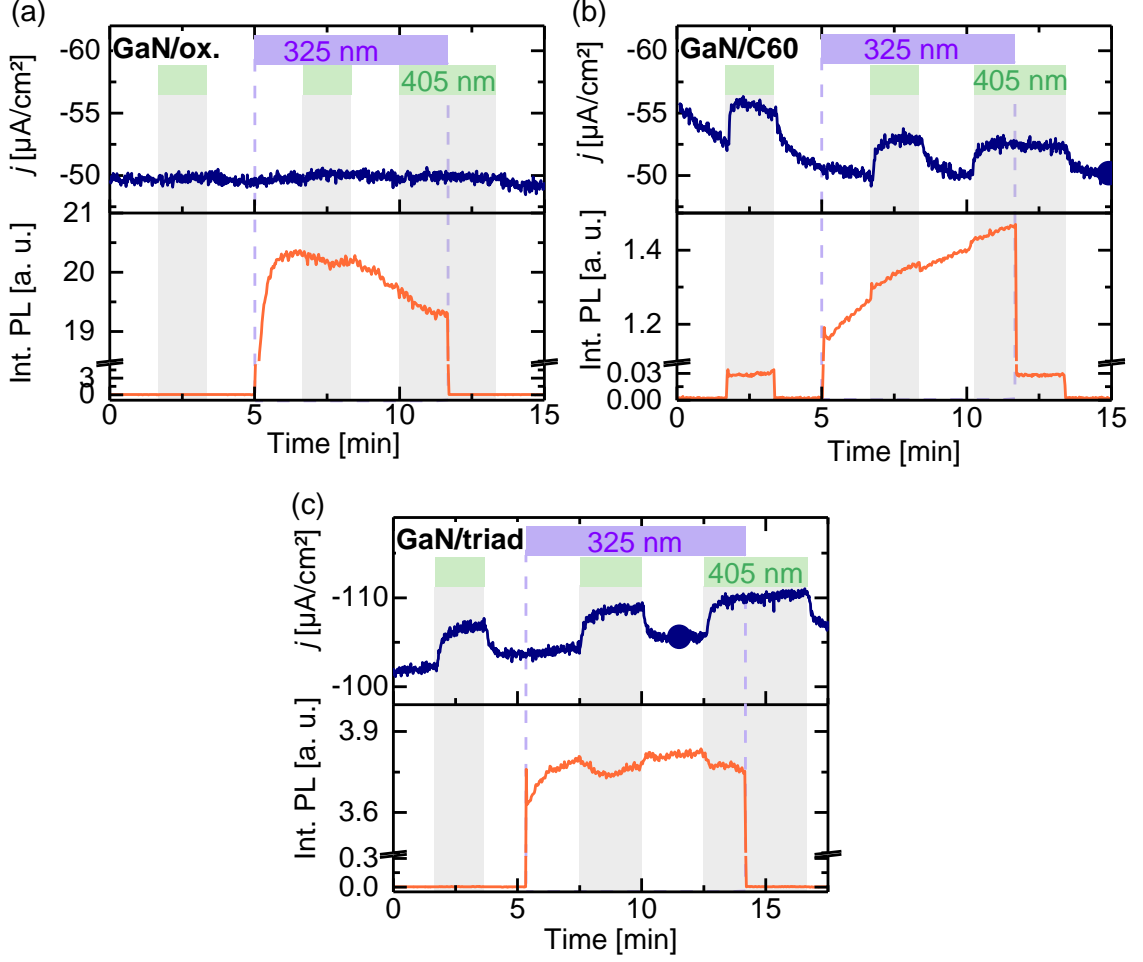 (a)
GaN/ox.
325 nm
405 nm
j [µA/cm²]
-60
-55
-50
Int. PL [a. u.]
21
20
19
3
0
0 5 10 15
Time [min]
(b)
GaN/C60
325 nm
405 nm
j [µA/cm²]
-60
-55
-50
Int. PL [a. u.]
1.4
1.2
0.03
0.00
0 5 10 15
Time [min]
(c)
GaN/triad
325 nm
405 nm
j [µA/cm²]
-110
-100
Int. PL [a. u.]
3.9
3.6
0.3
0.0
0 5 10 15
Time [min]